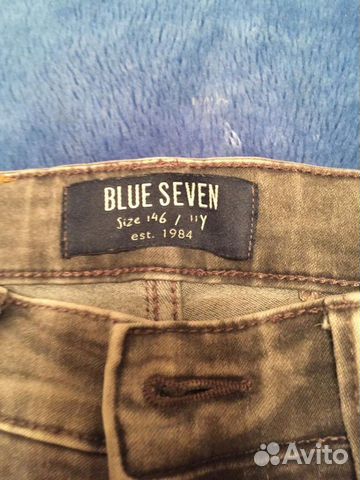 BLUE SEVEN
Size 146 / 11Y
est. 1984
Avito